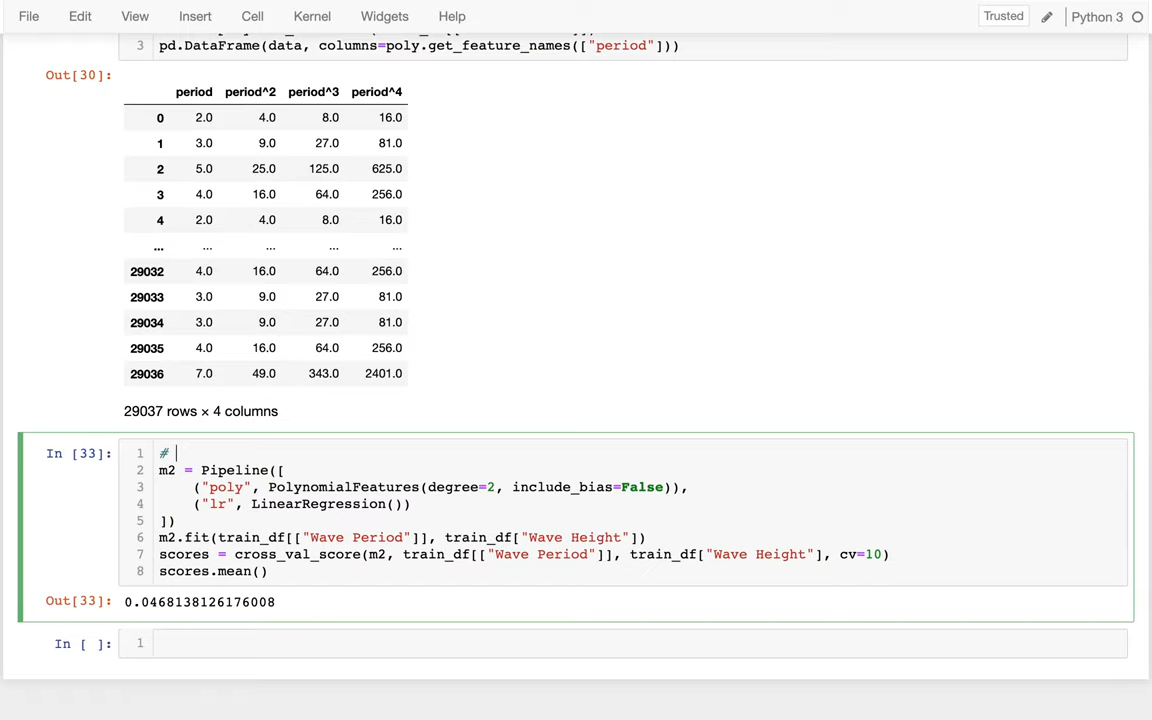 File Edit View Insert Cell Kernel Widgets Help Trusted Python 3
3 pd.DataFrame(data, columns=poly.get_feature_names(["period"]))
Out[30]:
period period^2 period^3 period^4
0 2.0 4.0 8.0 16.0
1 3.0 9.0 27.0 81.0
2 5.0 25.0 125.0 625.0
3 4.0 16.0 64.0 256.0
4 2.0 4.0 8.0 16.0
... ... ... ... ...
29032 4.0 16.0 64.0 256.0
29033 3.0 9.0 27.0 81.0
29034 3.0 9.0 27.0 81.0
29035 4.0 16.0 64.0 256.0
29036 7.0 49.0 343.0 2401.0
29037 rows × 4 columns
In [33]: 1 #
2 m2 = Pipeline([
3 ("poly", PolynomialFeatures(degree=2, include_bias=False)),
4 ("lr", LinearRegression())
5 ])
6 m2.fit(train_df[["Wave Period"]], train_df["Wave Height"])
7 scores = cross_val_score(m2, train_df[["Wave Period"]], train_df["Wave Height"], cv=10)
8 scores.mean()
Out[33]: 0.0468138126176008
In [ ]: 1